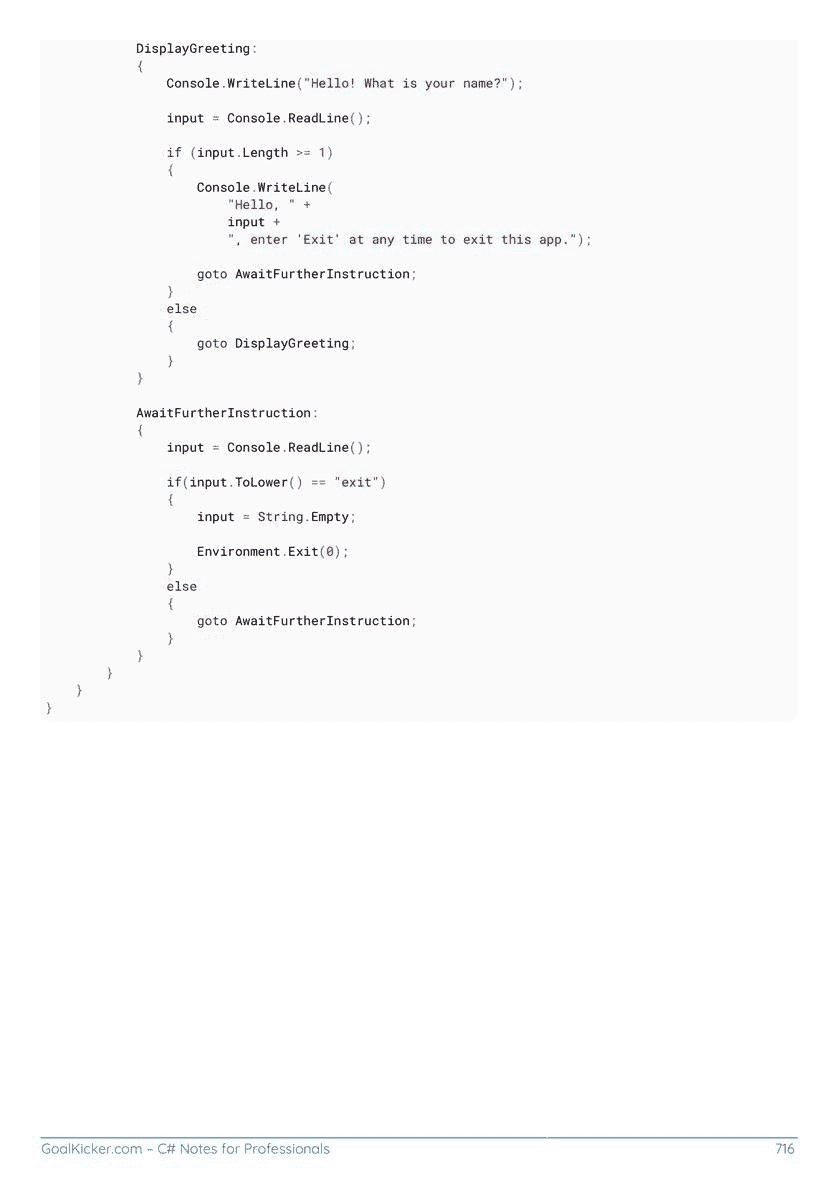 DisplayGreeting:
{
Console.WriteLine("Hello! What is your name?");
input = Console.ReadLine();
if (input.Length >= 1)
{
Console.WriteLine(
"Hello, " +
input +
", enter 'Exit' at any time to exit this app.");
goto AwaitFurtherInstruction;
}
else
{
goto DisplayGreeting;
}
}
AwaitFurtherInstruction:
{
input = Console.ReadLine();
if(input.ToLower() == "exit")
{
input = String.Empty;
Environment.Exit(0);
}
else
{
goto AwaitFurtherInstruction;
}
}
}
}
}
GoalKicker.com – C# Notes for Professionals 716